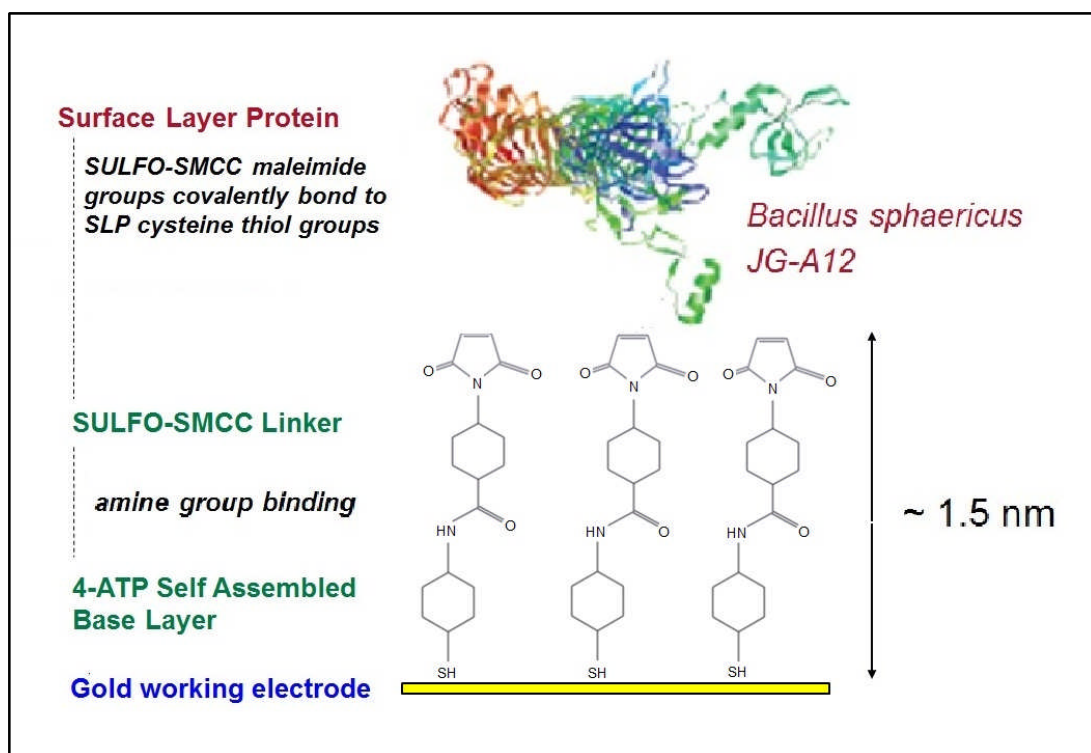 Surface Layer Protein
SULFO-SMCC maleimide
groups covalently bond to
SLP cysteine thiol groups
Bacillus sphaericus
JG-A12
O N O
O N O
O N O
SULFO-SMCC Linker
amine group binding
HN O
HN O
HN O
~ 1.5 nm
4-ATP Self Assembled
Base Layer
SH
SH
SH
Gold working electrode